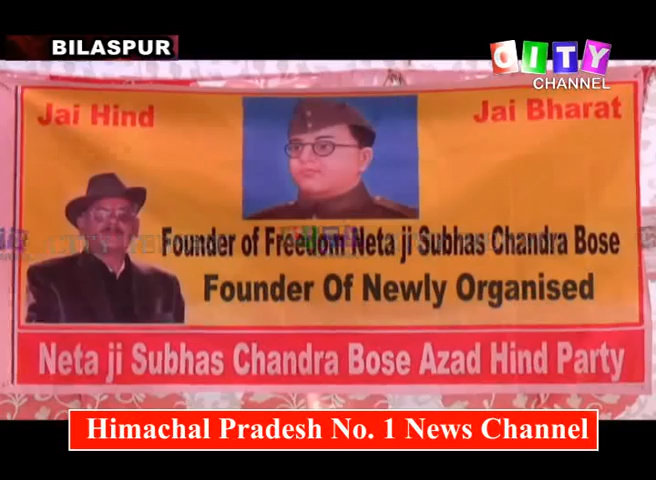 BILASPUR
CITY
CHANNEL
Jai Hind
Jai Bharat
Founder of Freedom Neta ji Subhas Chandra Bose
Founder Of Newly Organised
Neta ji Subhas Chandra Bose Azad Hind Party
Himachal Pradesh No. 1 News Channel